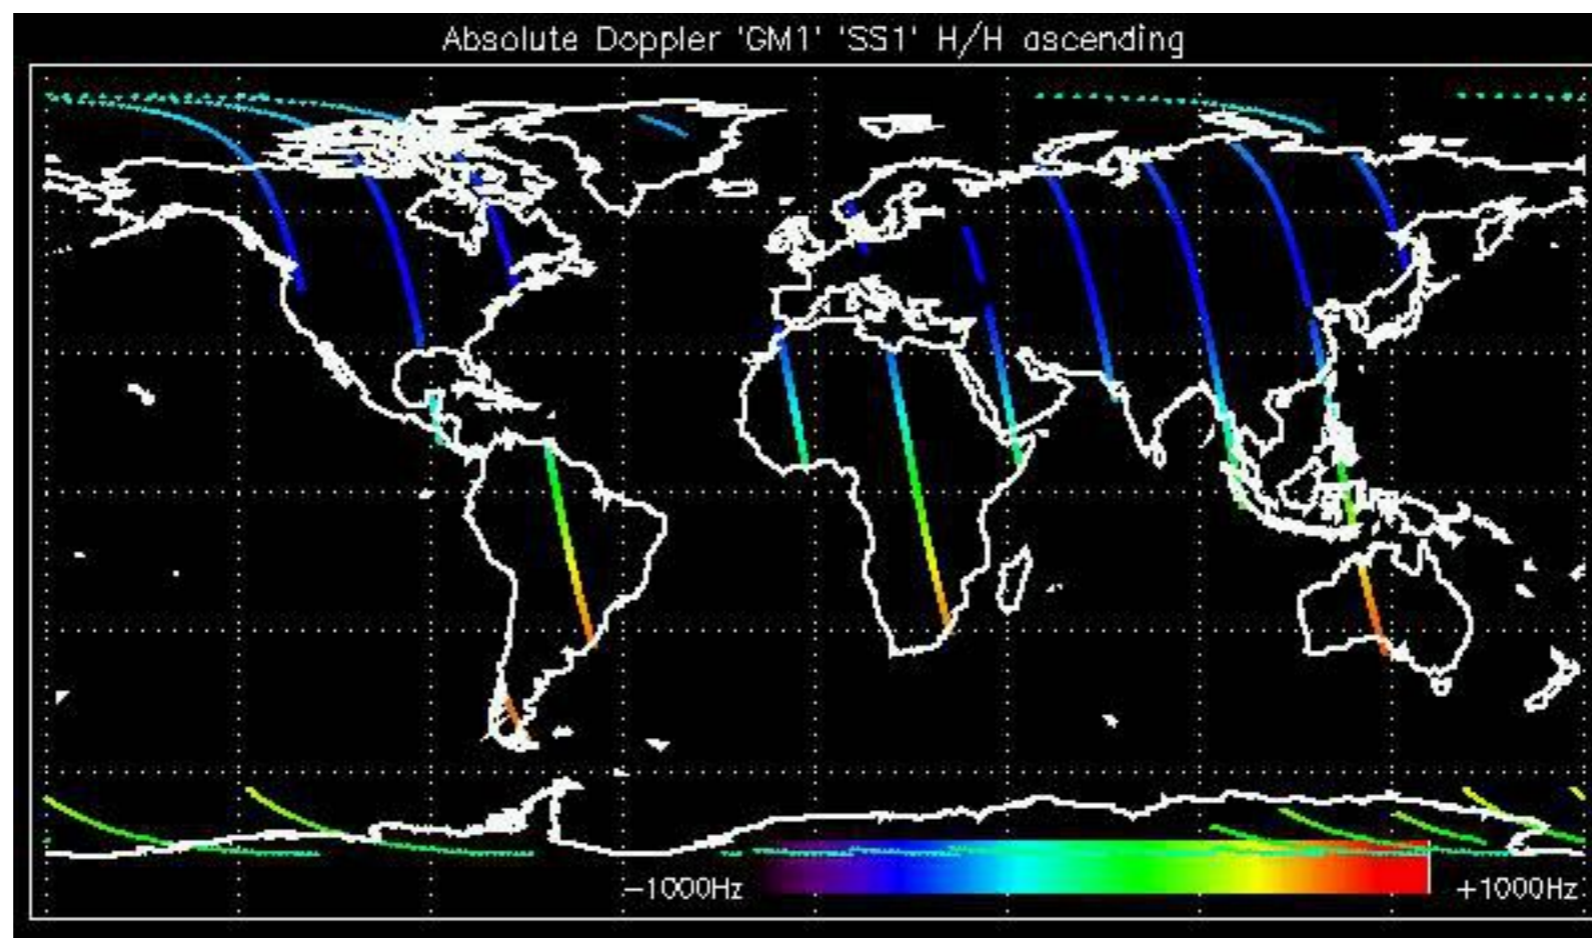 Absolute Doppler 'GM1' 'SS1' H/H ascending
−1000Hz
+1000Hz